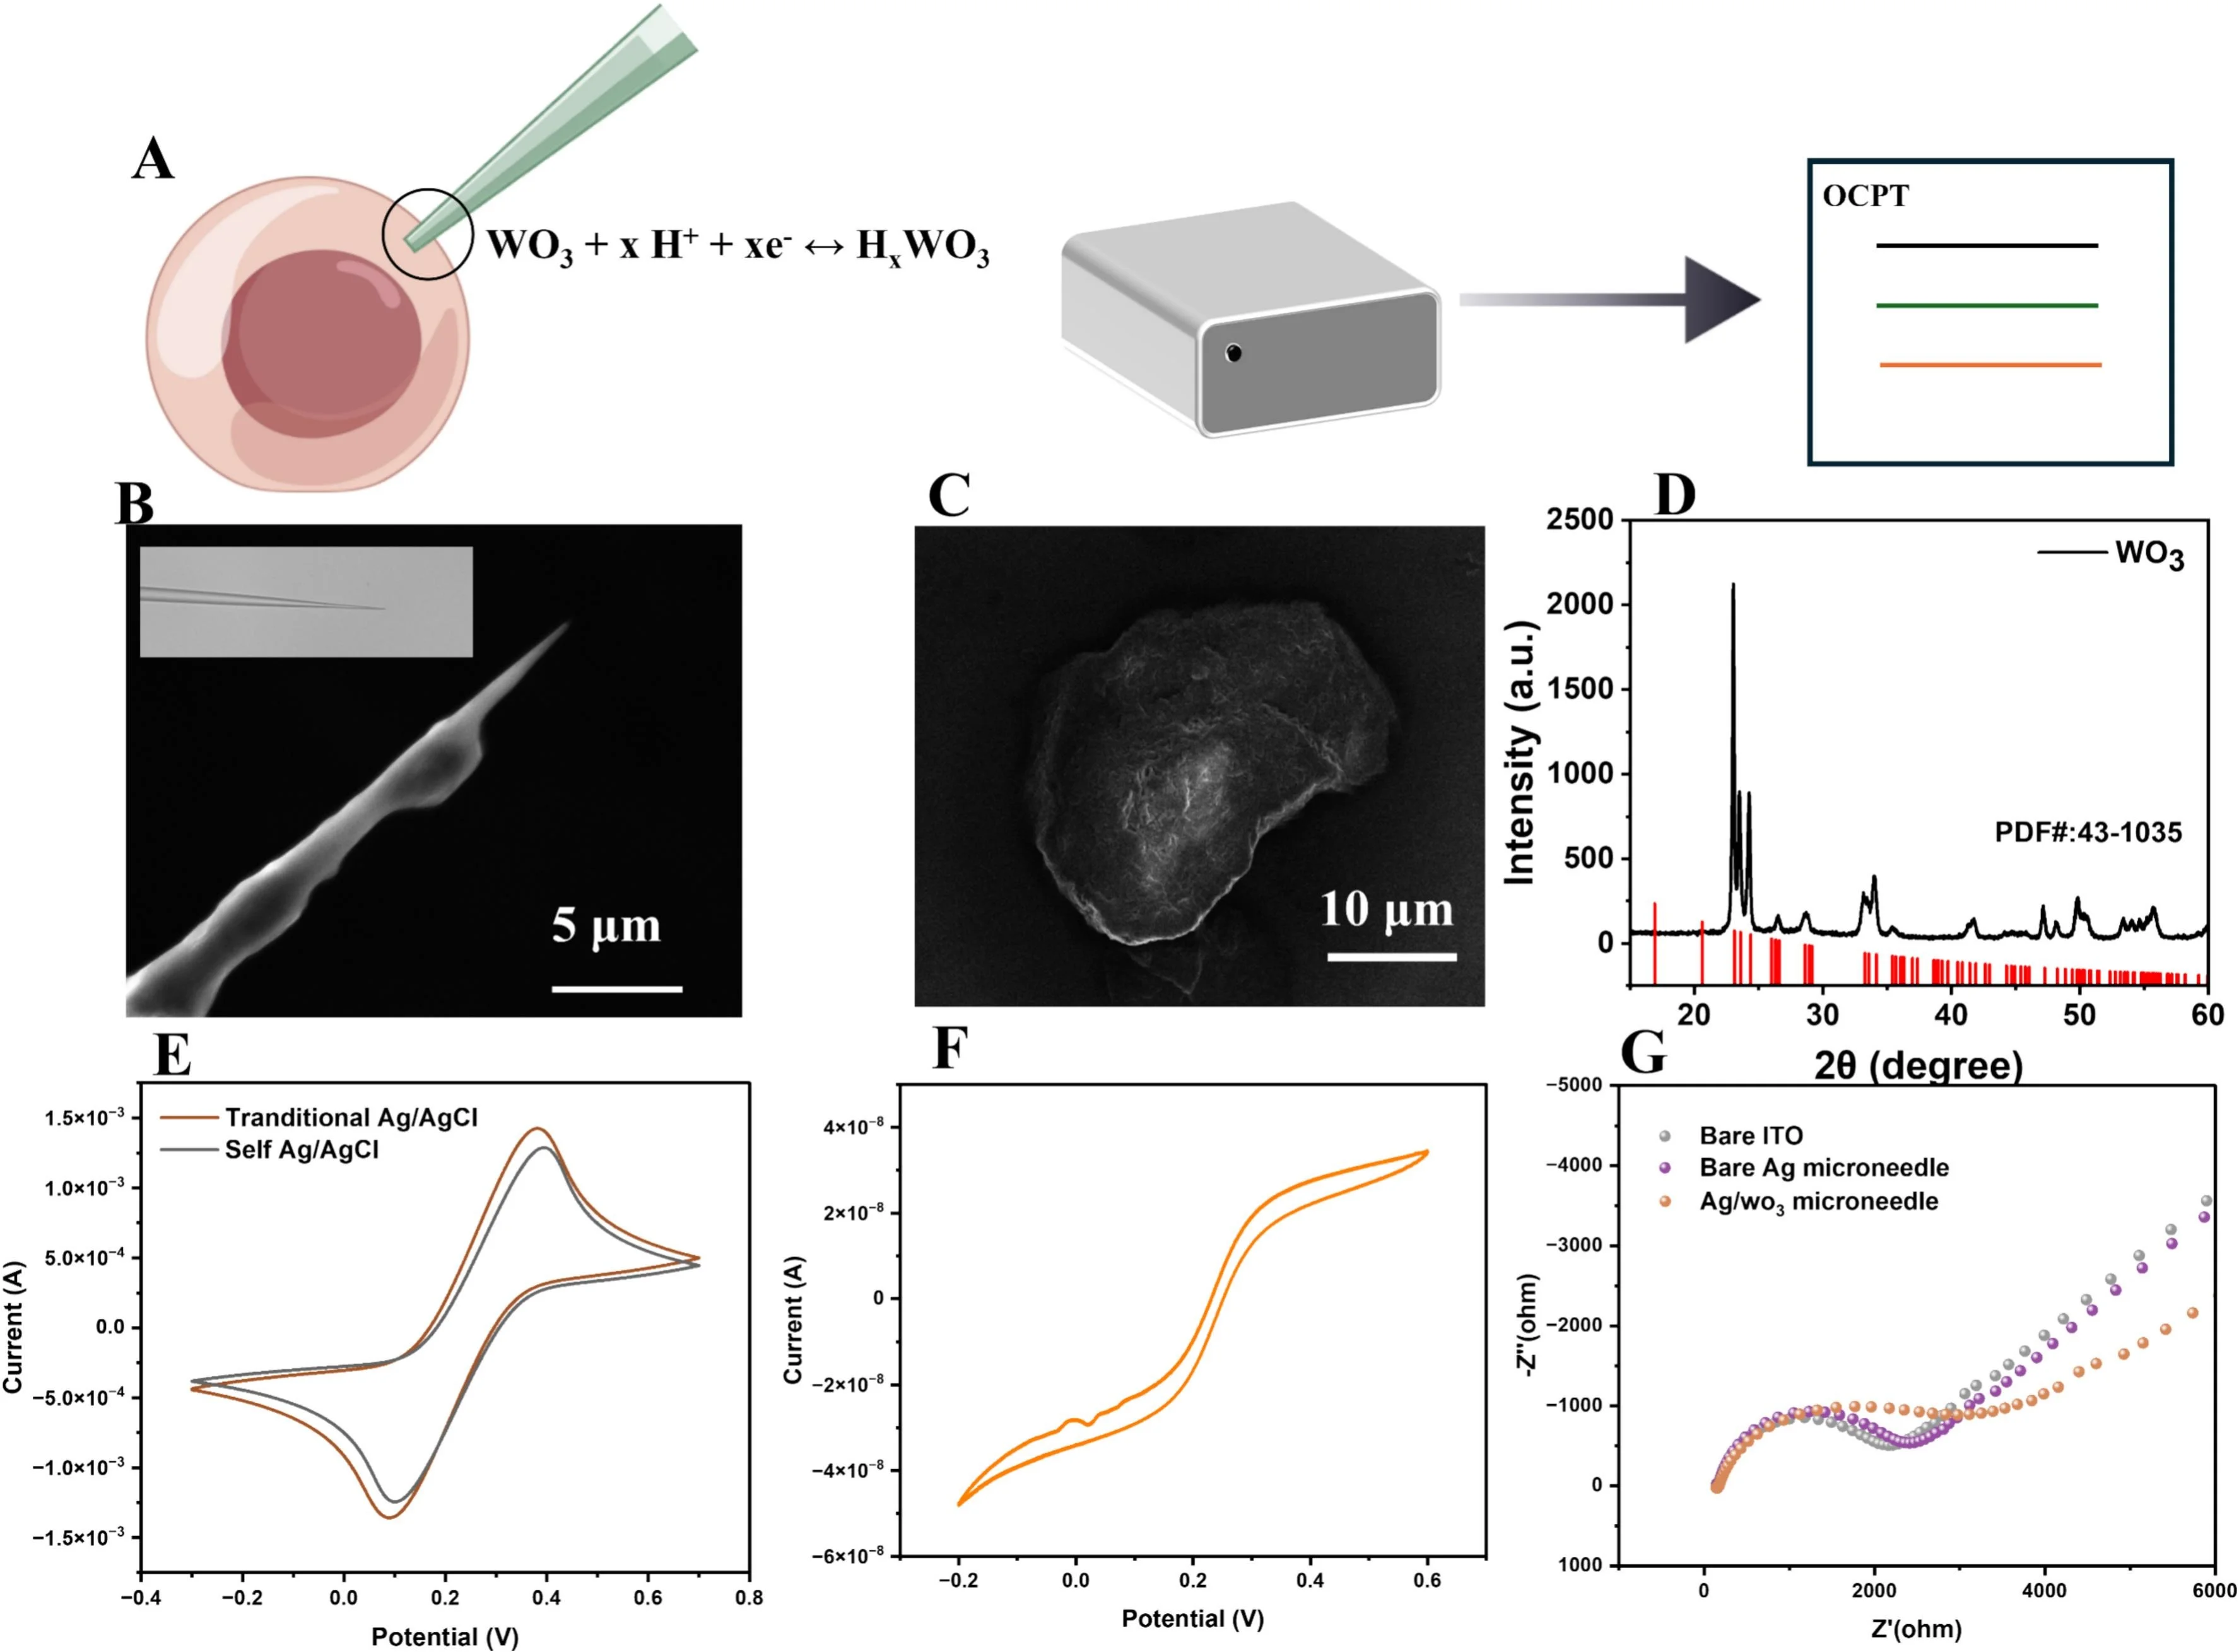 A
WO₃ + x H⁺ + xe⁻ ↔ HₓWO₃
OCPT
B
5 μm
C
10 μm
D
2500
2000
1500
1000
500
0
Intensity (a.u.)
WO₃
PDF#:43-1035
20 30 40 50 60
2θ (degree)
E
1.5×10⁻³
1.0×10⁻³
5.0×10⁻⁴
0.0
−5.0×10⁻⁴
−1.0×10⁻³
−1.5×10⁻³
Current (A)
Tranditional Ag/AgCl
Self Ag/AgCl
−0.4 −0.2 0.0 0.2 0.4 0.6 0.8
Potential (V)
F
4×10⁻⁸
2×10⁻⁸
0
−2×10⁻⁸
−4×10⁻⁸
−6×10⁻⁸
Current (A)
−0.2 0.0 0.2 0.4 0.6
Potential (V)
G
−5000
−4000
−3000
−2000
−1000
0
1000
-Z''(ohm)
Bare ITO
Bare Ag microneedle
Ag/wo₃ microneedle
0 2000 4000 6000
Z'(ohm)